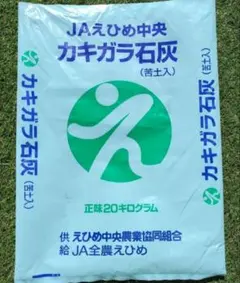 JAえひめ中央
カキガラ石灰
(苦土入)
カキガラ石灰(苦土入)
カキガラ石灰(苦土入)
正味20キログラム
供 えひめ中央農業協同組合
給 JA全農えひめ